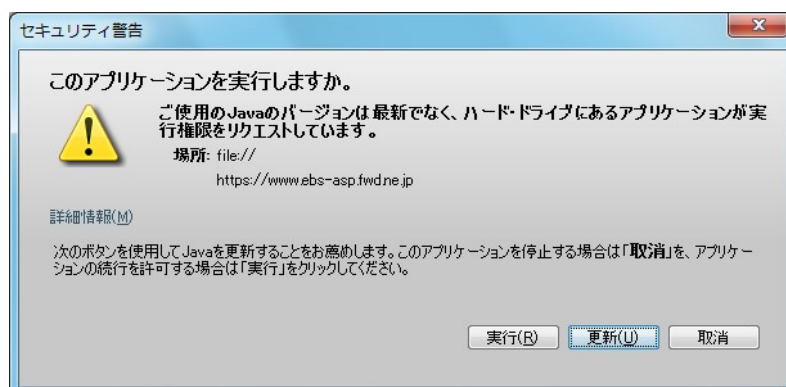 セキュリティ警告
このアプリケーションを実行しますか。
ご使用のJavaのバージョンは最新でなく、ハード・ドライブにあるアプリケーションが実
行権限をリクエストしています。
場所: file://
https://www.ebs-asp.fwd.ne.jp
詳細情報(M)
次のボタンを使用してJavaを更新することをお薦めします。このアプリケーションを停止する場合は「取消」を、アプリケー
ションの続行を許可する場合は「実行」をクリックしてください。
実行(R) 更新(U) 取消